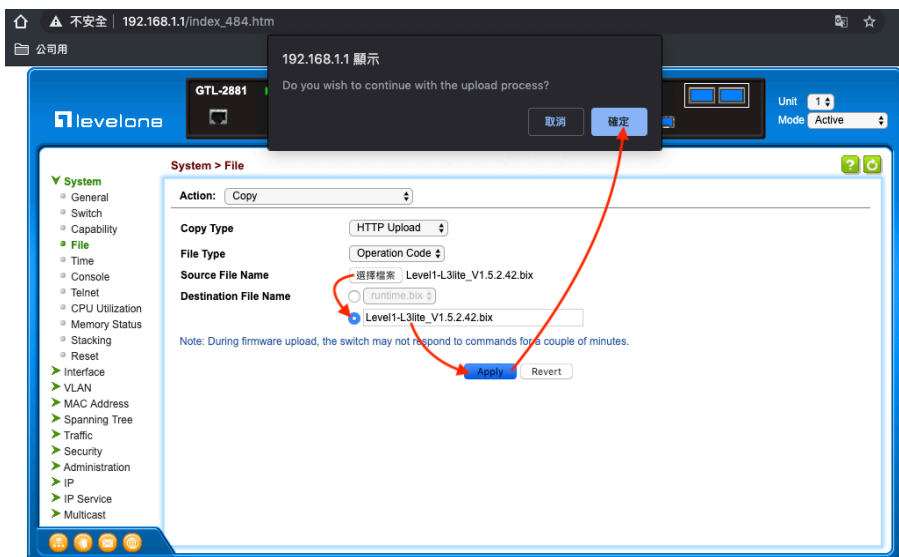 不安全 | 192.168.1.1/index_484.htm
公司用
192.168.1.1 顯示
Do you wish to continue with the upload process?
取消
確定
levelone
GTL-2881
Unit 1
Mode Active
System > File
System
General
Switch
Capability
File
Time
Console
Telnet
CPU Utilization
Memory Status
Stacking
Reset
Interface
VLAN
MAC Address
Spanning Tree
Traffic
Security
Administration
IP
IP Service
Multicast
Action: Copy
Copy Type HTTP Upload
File Type Operation Code
Source File Name 選擇檔案 Level1-L3lite_V1.5.2.42.bix
Destination File Name runtime.bix
Level1-L3lite_V1.5.2.42.bix
Note: During firmware upload, the switch may not respond to commands for a couple of minutes.
Apply Revert